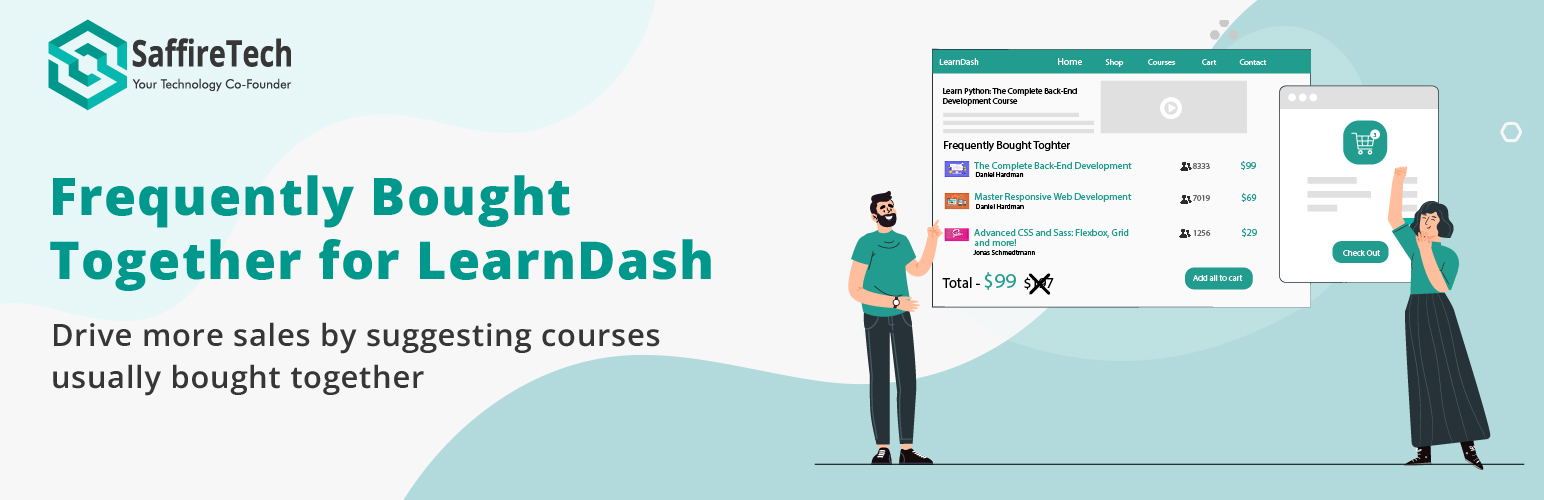 SaffireTech
Your Technology Co-Founder
Frequently Bought
Together for LearnDash
Drive more sales by suggesting courses
usually bought together
LearnDash Home Shop Courses Cart Contact
Learn Python: The Complete Back-End
Development Course
Frequently Bought Toghter
The Complete Back-End Development 8333 $99
Daniel Hardman
Master Responsive Web Development 7019 $69
Daniel Hardman
Advanced CSS and Sass: Flexbox, Grid 1256 $29
and more!
Jonas Schmedtmann
Total - $99
Add all to cart
3
Check Out